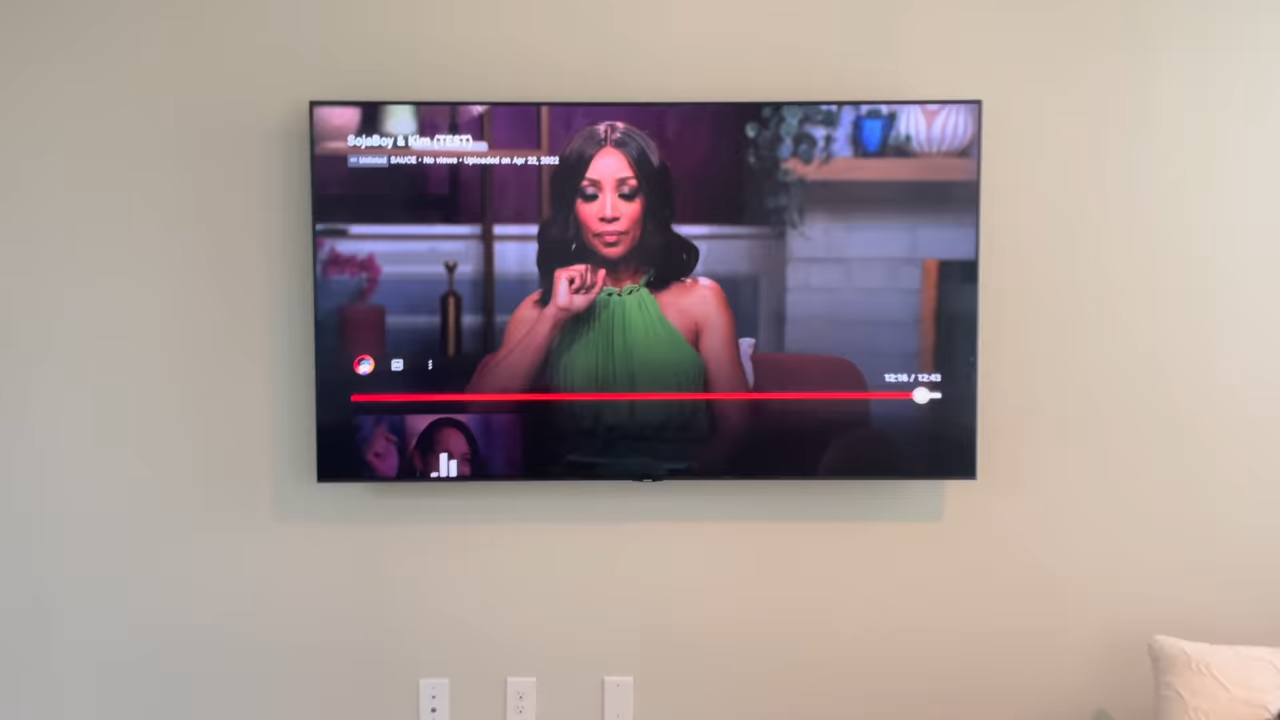 SojaBoy & Kim (TEST)
Unlisted SAUCE • No views • Uploaded on Apr 22, 2022
12:16 / 12:43